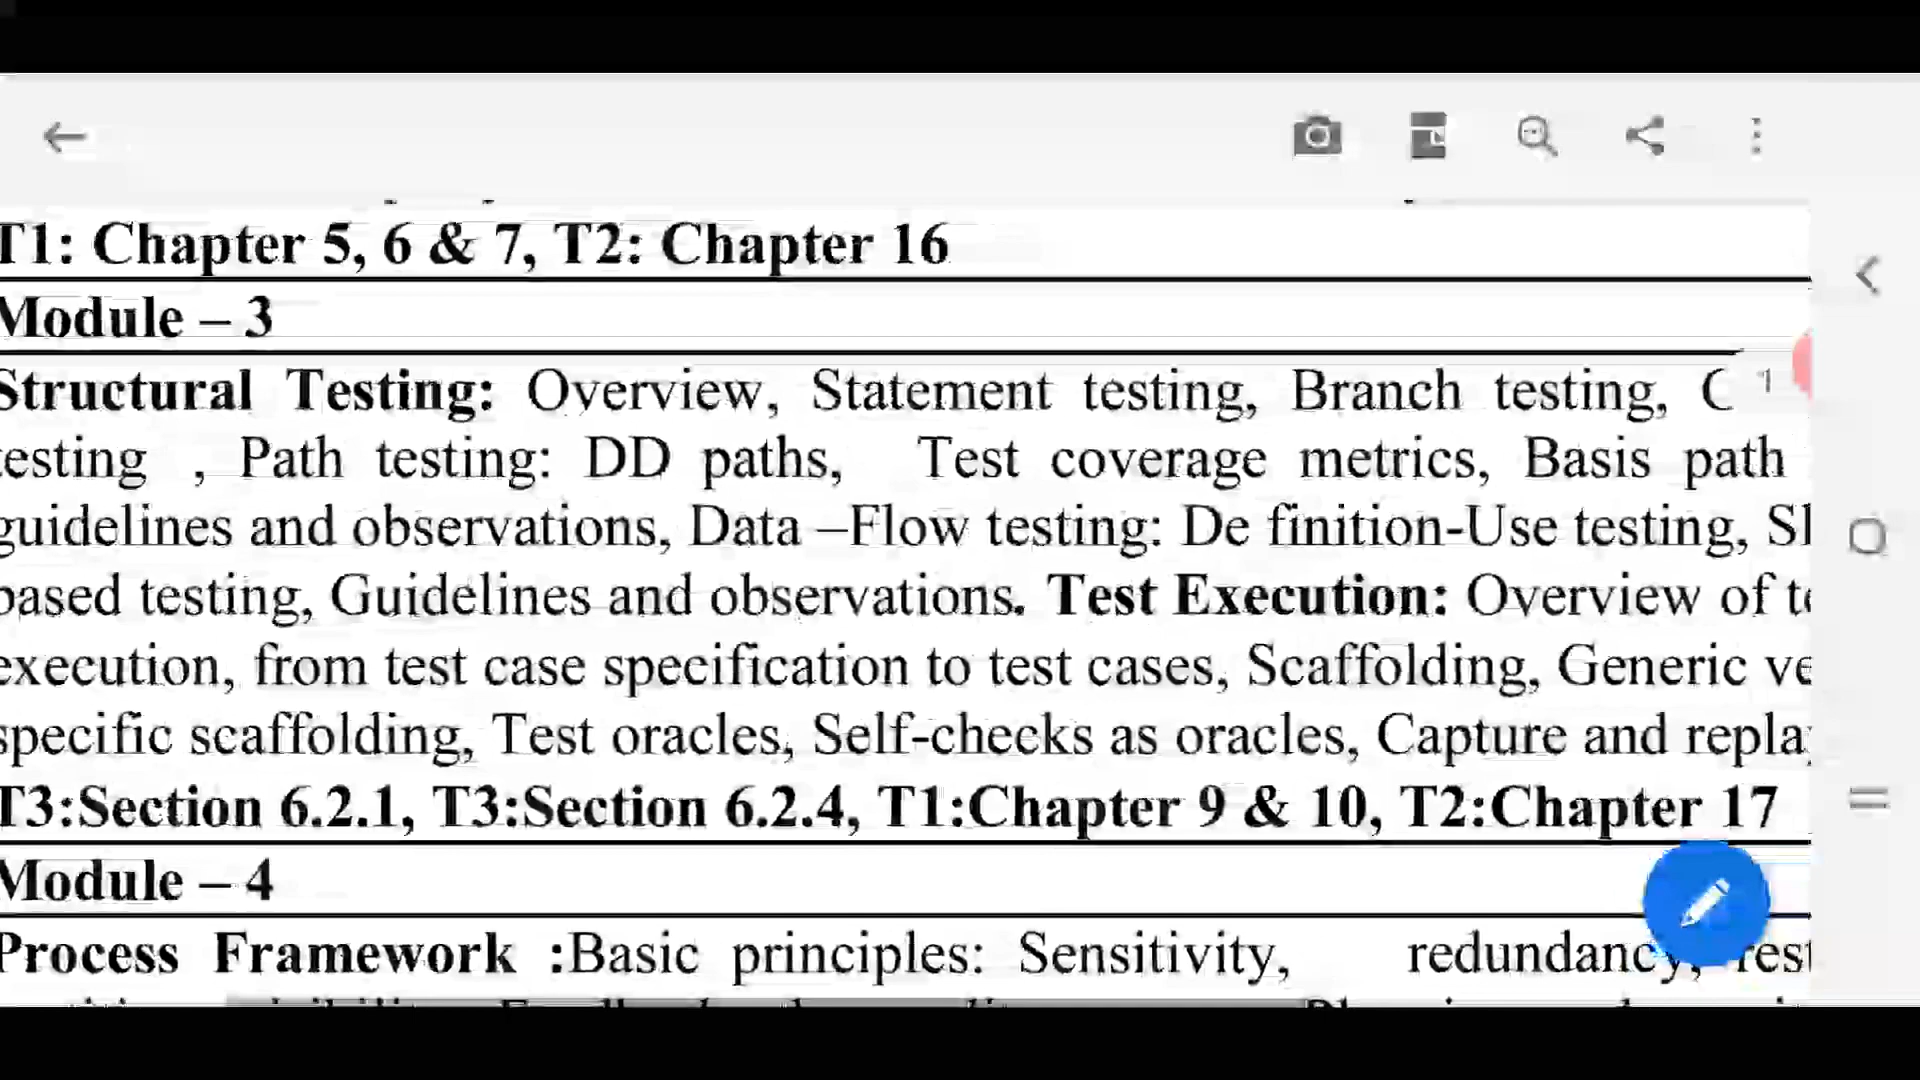 T1: Chapter 5, 6 & 7, T2: Chapter 16
Module – 3
Structural Testing: Overview, Statement testing, Branch testing,
testing , Path testing: DD paths, Test coverage metrics, Basis path
guidelines and observations, Data –Flow testing: De finition-Use testing,
based testing, Guidelines and observations. Test Execution: Overview of
execution, from test case specification to test cases, Scaffolding, Generic
specific scaffolding, Test oracles, Self-checks as oracles, Capture and
T3:Section 6.2.1, T3:Section 6.2.4, T1:Chapter 9 & 10, T2:Chapter 17
Module – 4
Process Framework :Basic principles: Sensitivity, redundancy,